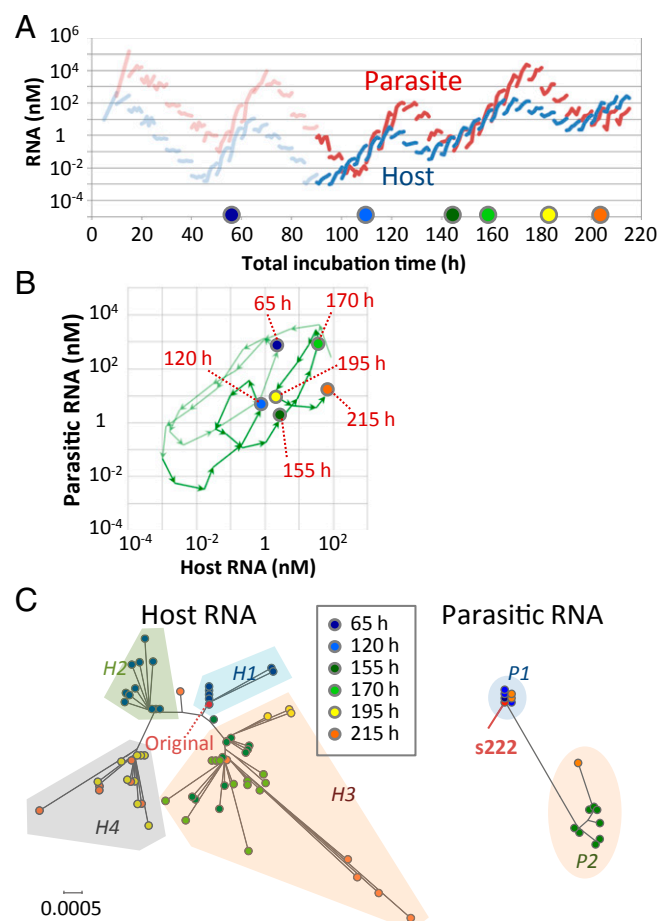 A
RNA (nM)
10^6
10^4
10^2
1
10^-2
10^-4
Parasite
Host
0 20 40 60 80 100 120 140 160 180 200 220
Total incubation time (h)
B
Parasitic RNA (nM)
10^4
10^2
1
10^-2
10^-4
65 h
170 h
120 h
195 h
215 h
155 h
10^-4 10^-2 1 10^2
Host RNA (nM)
C
Host RNA
Parasitic RNA
65 h
120 h
155 h
170 h
195 h
215 h
H2
H1
Original
H3
H4
P1
s222
P2
0.0005